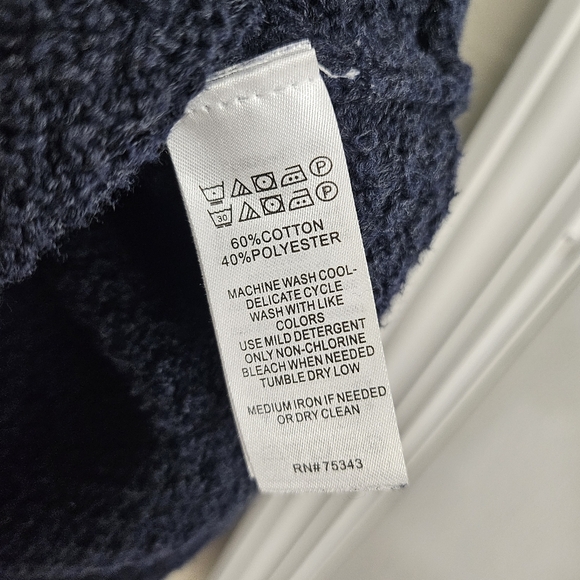 P
30 P
60%COTTON
40%POLYESTER
MACHINE WASH COOL-
DELICATE CYCLE
WASH WITH LIKE
COLORS
USE MILD DETERGENT
ONLY NON-CHLORINE
BLEACH WHEN NEEDED
TUMBLE DRY LOW
MEDIUM IRON IF NEEDED
OR DRY CLEAN
RN# 75343